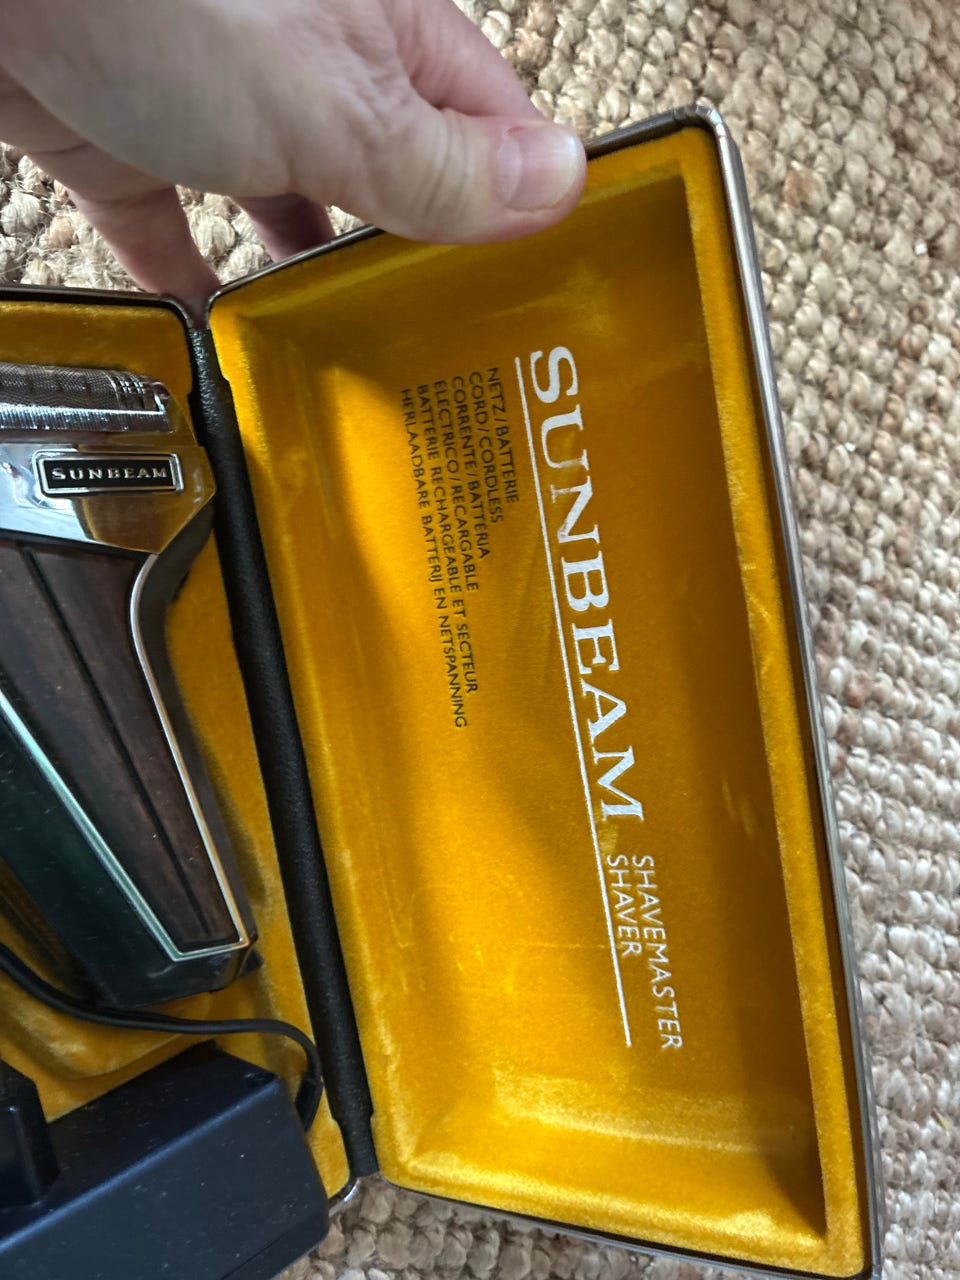 SUNBEAM
SUNBEAM
SHAVEMASTER
SHAVER
NETZ/BATTERIE
CORD/CORDLESS
CORRENTE/BATTERIA
ELECTRICO/RECARGABLE
BATTERIE RECHARGEABLE ET SECTEUR
HERLAADBARE BATTERIJ EN NETSPANNING